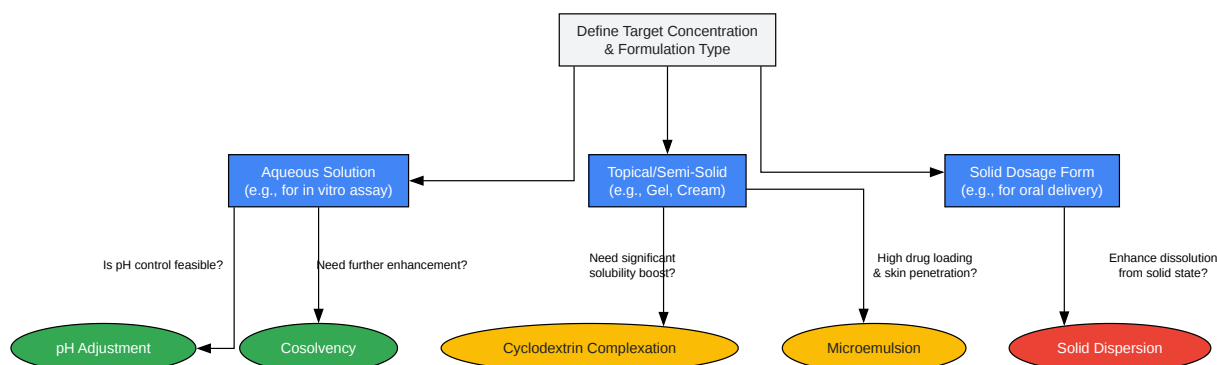 Define Target Concentration
& Formulation Type
Aqueous Solution
(e.g., for in vitro assay)
Topical/Semi-Solid
(e.g., Gel, Cream)
Solid Dosage Form
(e.g., for oral delivery)
Is pH control feasible?
Need further enhancement?
Need significant
solubility boost?
High drug loading
& skin penetration?
Enhance dissolution
from solid state?
pH Adjustment
Cosolvency
Cyclodextrin Complexation
Microemulsion
Solid Dispersion